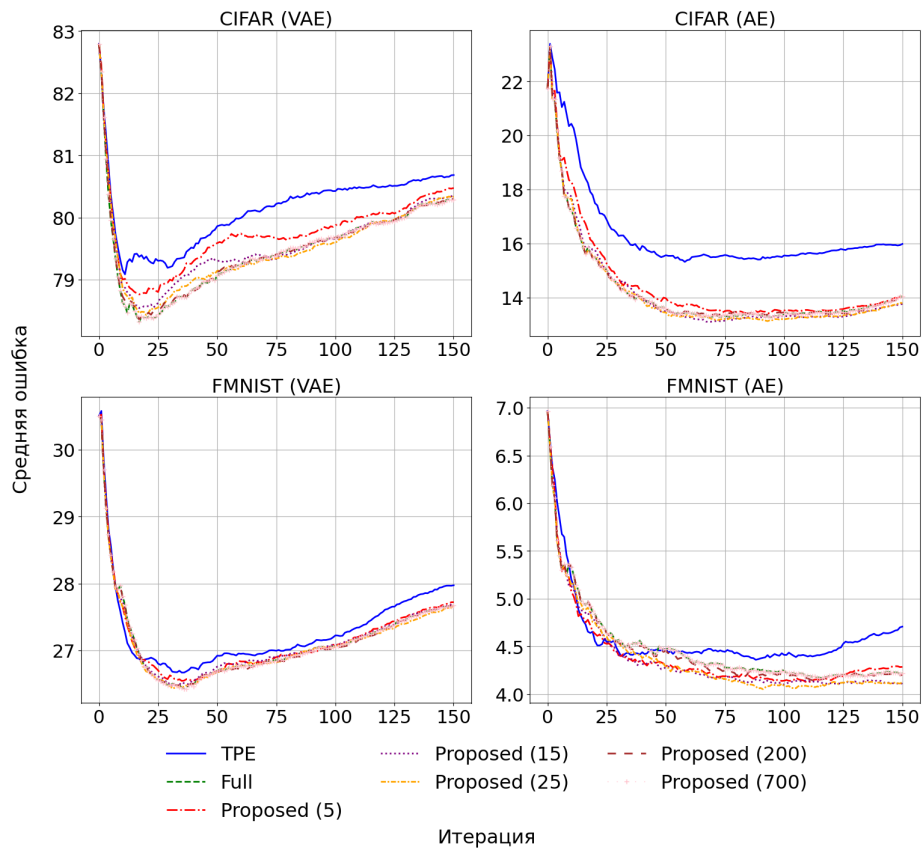 CIFAR (VAE)
CIFAR (AE)
83
82
81
80
79
22
20
18
16
14
0 25 50 75 100 125 150
0 25 50 75 100 125 150
Средняя ошибка
FMNIST (VAE)
FMNIST (AE)
30
29
28
27
7.0
6.5
6.0
5.5
5.0
4.5
4.0
0 25 50 75 100 125 150
0 25 50 75 100 125 150
TPE
Full
Proposed (5)
Proposed (15)
Proposed (25)
Proposed (200)
Proposed (700)
Итерация